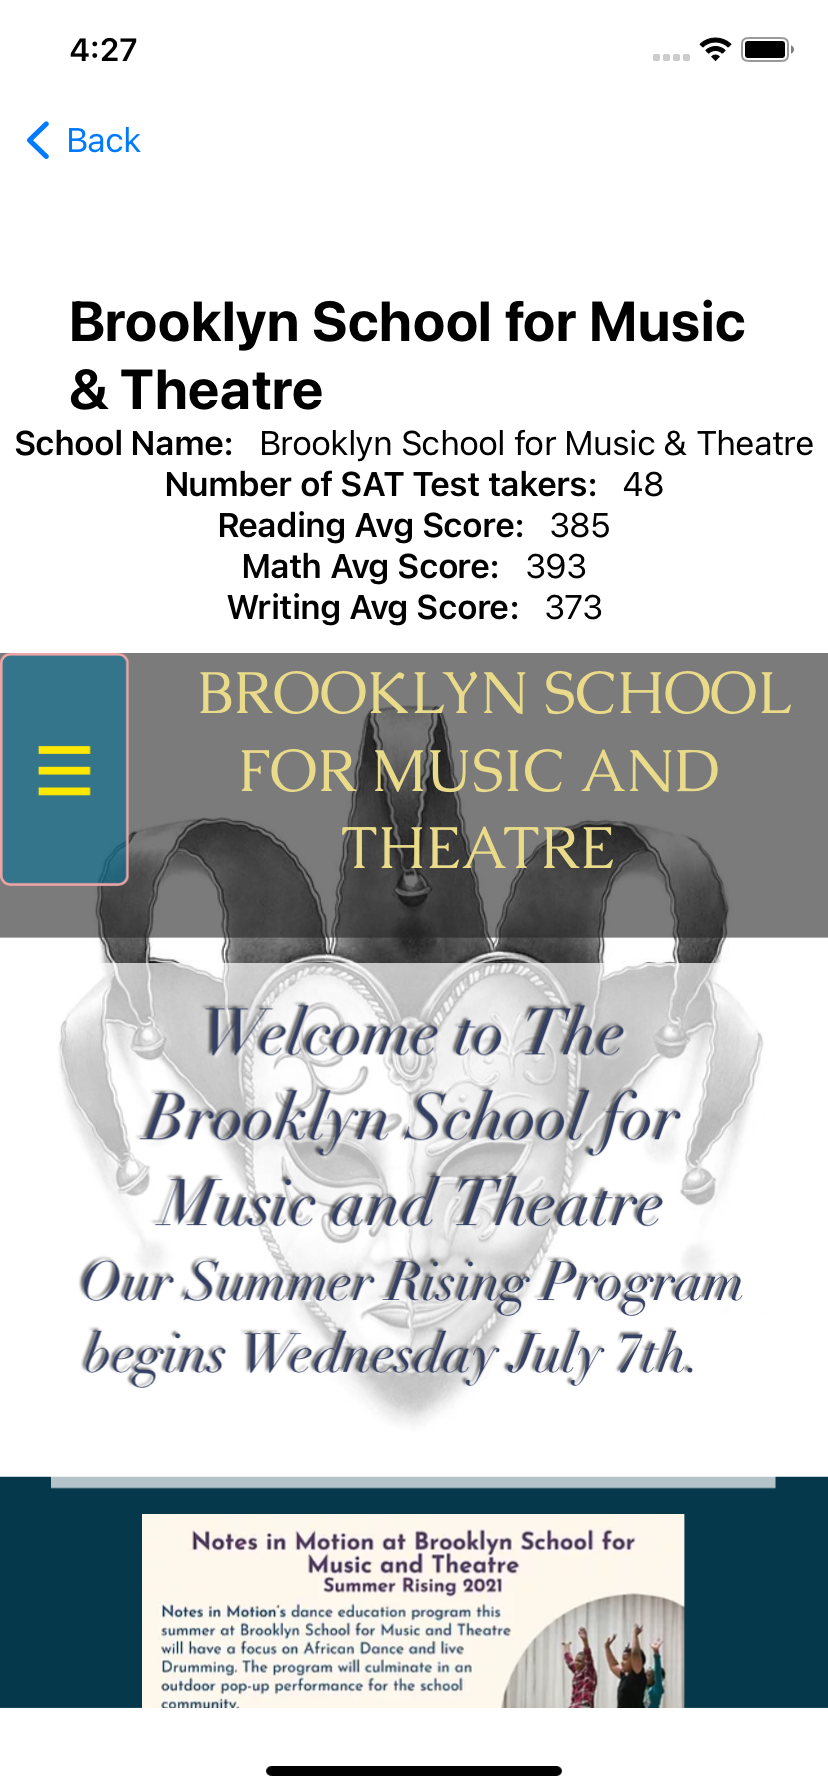 4:27
Back
Brooklyn School for Music
& Theatre
School Name: Brooklyn School for Music & Theatre
Number of SAT Test takers: 48
Reading Avg Score: 385
Math Avg Score: 393
Writing Avg Score: 373
BROOKLYN SCHOOL
FOR MUSIC AND
THEATRE
Welcome to The
Brooklyn School for
Music and Theatre
Our Summer Rising Program
begins Wednesday July 7th.
Notes in Motion at Brooklyn School for
Music and Theatre
Summer Rising 2021
Notes in Motion's dance education program this
summer at Brooklyn School for Music and Theatre
will have a focus on African Dance and live
Drumming. The program will culminate in an
outdoor pop-up performance for the school
community.